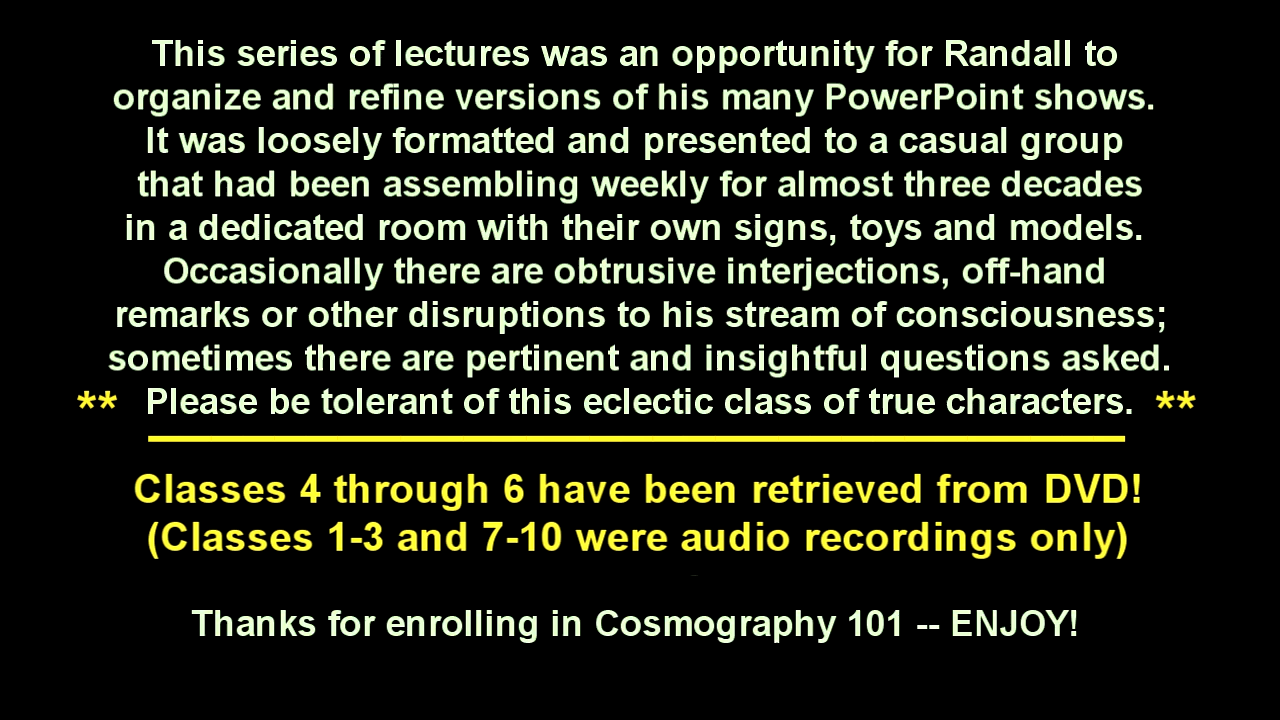 This series of lectures was an opportunity for Randall to
organize and refine versions of his many PowerPoint shows.
It was loosely formatted and presented to a casual group
that had been assembling weekly for almost three decades
in a dedicated room with their own signs, toys and models.
Occasionally there are obtrusive interjections, off-hand
remarks or other disruptions to his stream of consciousness;
sometimes there are pertinent and insightful questions asked.
** Please be tolerant of this eclectic class of true characters. **
Classes 4 through 6 have been retrieved from DVD!
(Classes 1-3 and 7-10 were audio recordings only)
Thanks for enrolling in Cosmography 101 -- ENJOY!